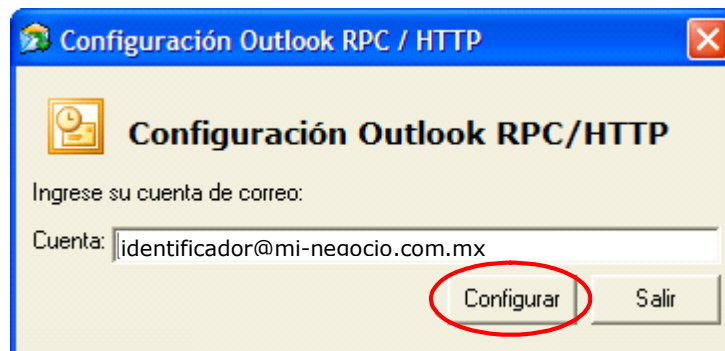 Configuración Outlook RPC / HTTP
Configuración Outlook RPC/HTTP
Ingrese su cuenta de correo:
Cuenta: identificador@mi-negocio.com.mx
Configurar Salir